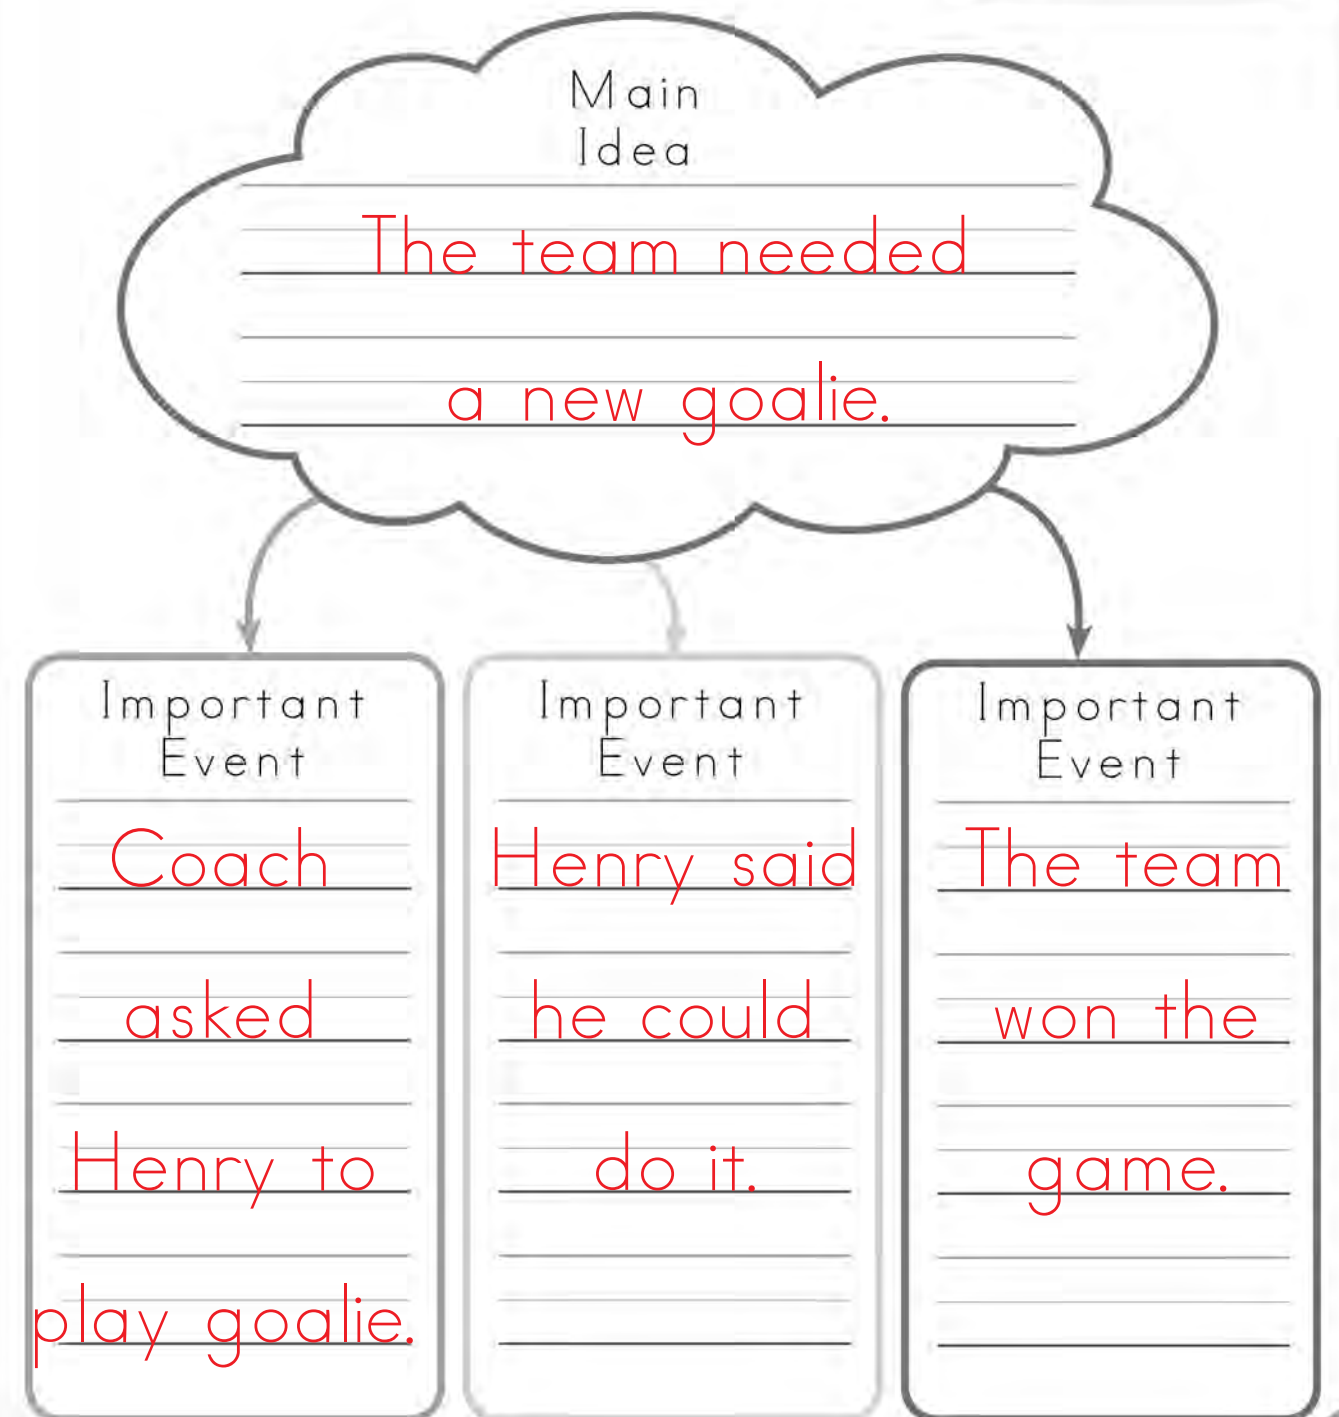 Main
Idea
The team needed
a new goalie.
Important
Event
Coach
asked
Henry to
play goalie.
Important
Event
Henry said
he could
do it.
Important
Event
The team
won the
game.